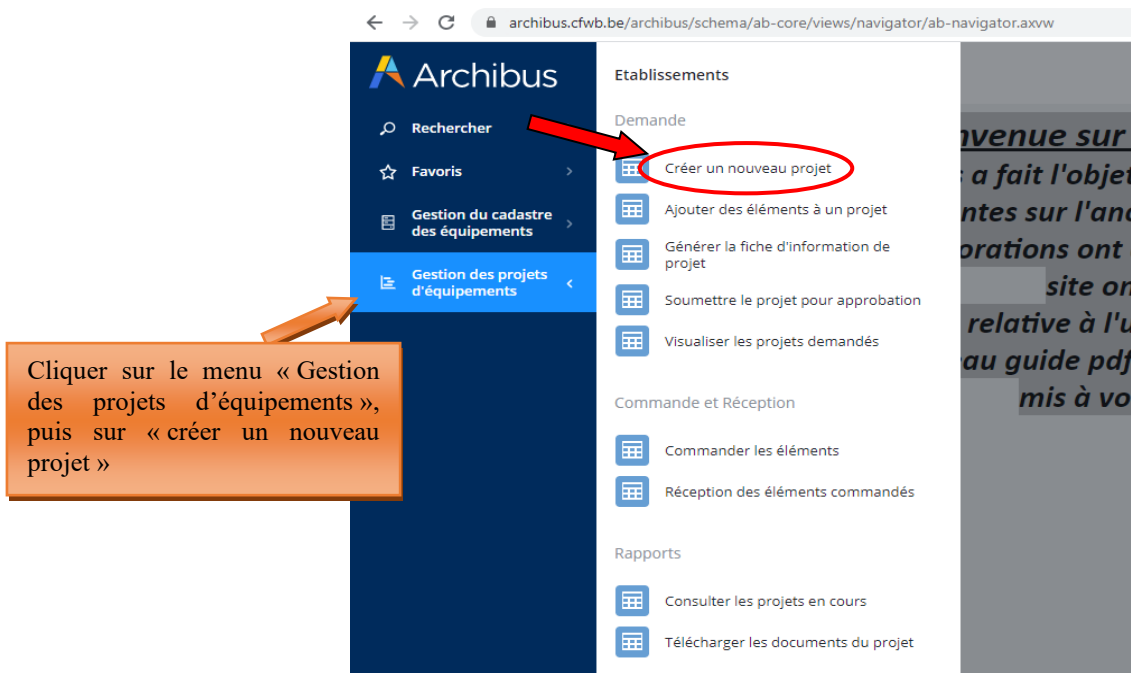 archibus.cfwb.be/archibus/schema/ab-core/views/navigator/ab-navigator.axvw
Archibus
Rechercher
Favoris
Gestion du cadastre
des équipements
Gestion des projets
d'équipements
Cliquer sur le menu « Gestion
des projets d’équipements »,
puis sur « créer un nouveau
projet »
Etablissements
Demande
Créer un nouveau projet
Ajouter des éléments à un projet
Générer la fiche d'information de
projet
Soumettre le projet pour approbation
Visualiser les projets demandés
Commande et Réception
Commander les éléments
Réception des éléments commandés
Rapports
Consulter les projets en cours
Télécharger les documents du projet
nvenue sur
a fait l'objet
ntes sur l'anc
orations ont
site on
relative à l'u
au guide pdf
mis à vo